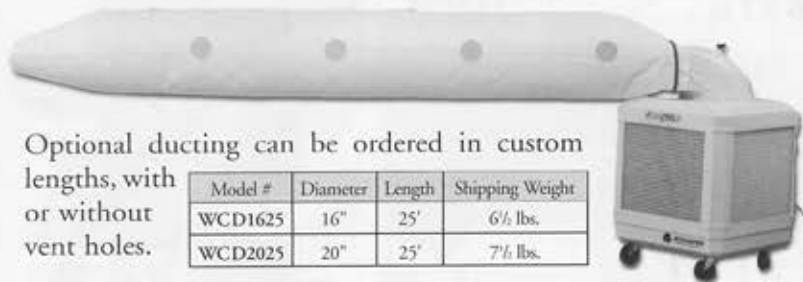 Optional ducting can be ordered in custom
lengths, with
or without
vent holes.
Model # Diameter Length Shipping Weight
WCD1625 16" 25' 6½ lbs.
WCD2025 20" 25' 7½ lbs.